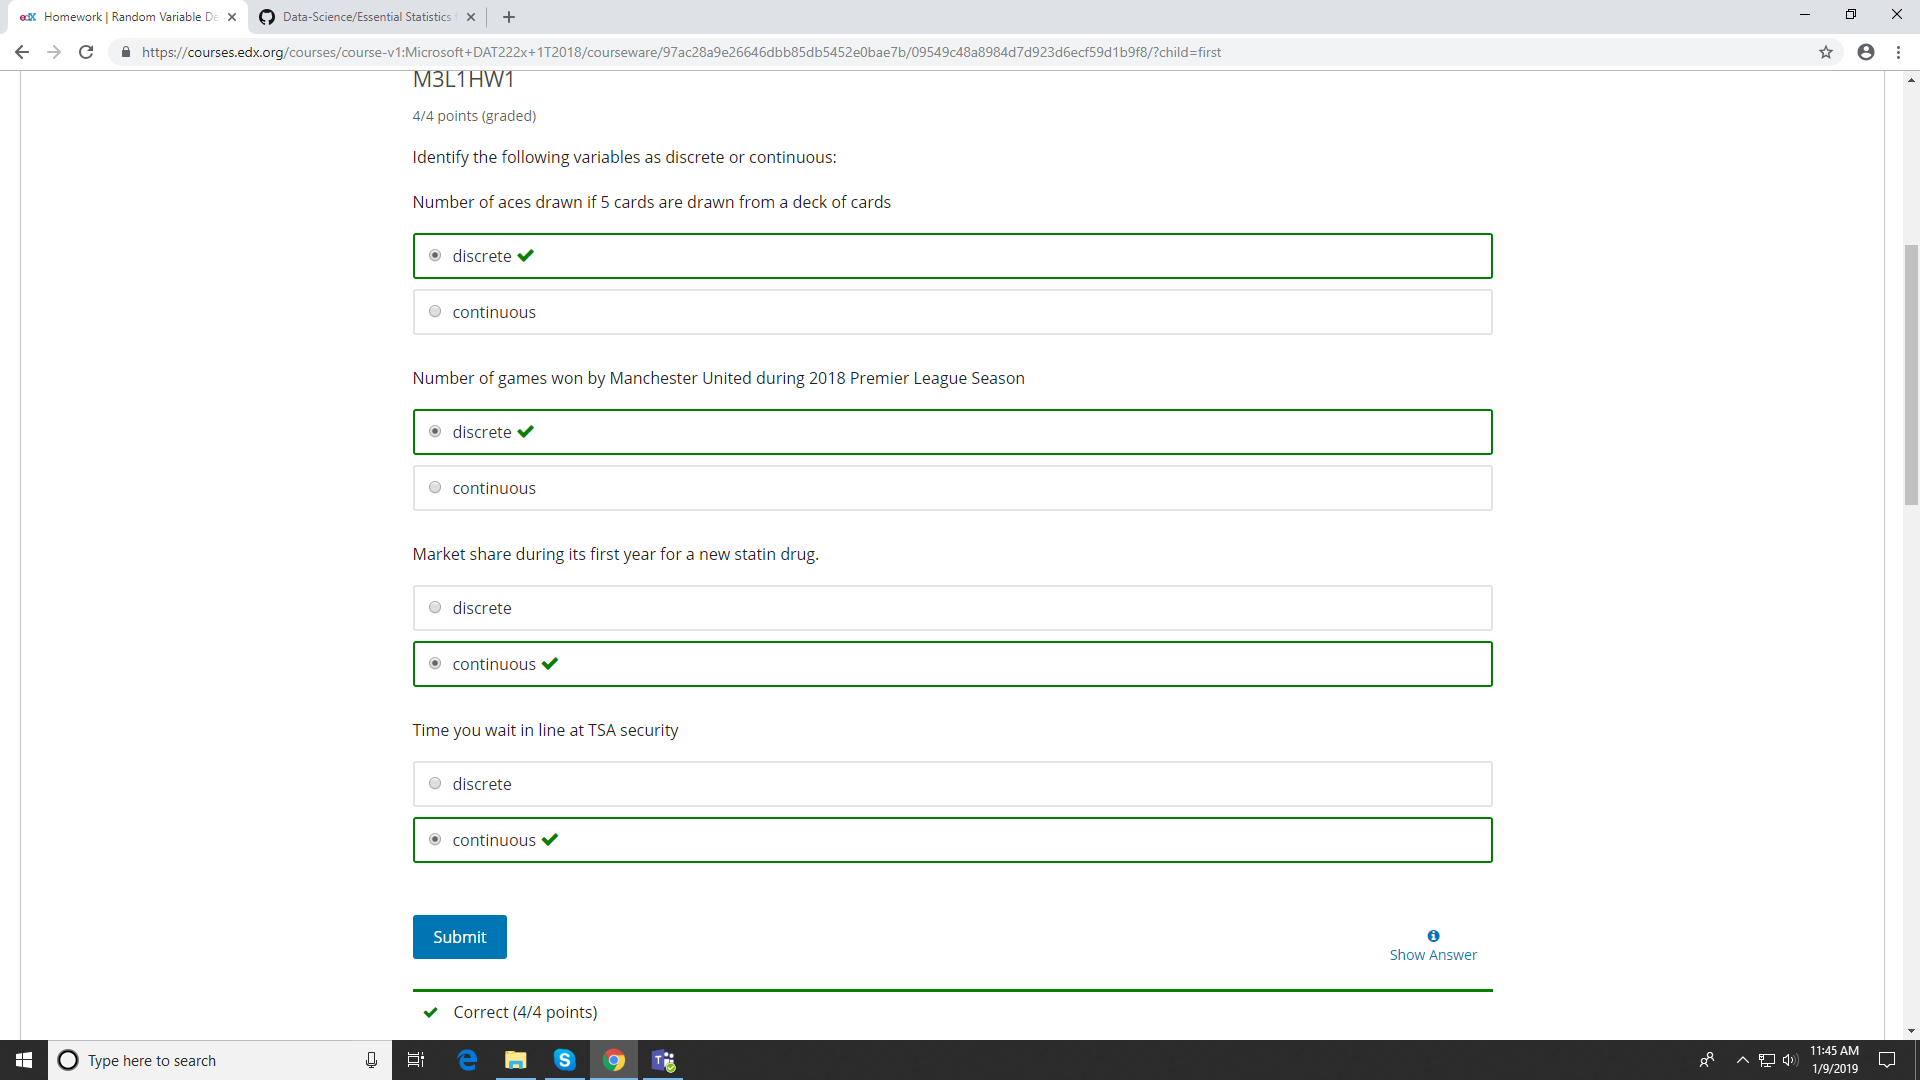 edX Homework | Random Variable De
Data-Science/Essential Statistics
https://courses.edx.org/courses/course-v1:Microsoft+DAT222x+1T2018/courseware/97ac28a9e26646dbb85db5452e0bae7b/09549c48a8984d7d923d6ecf59d1b9f8/?child=first
M3L1HW1
4/4 points (graded)
Identify the following variables as discrete or continuous:
Number of aces drawn if 5 cards are drawn from a deck of cards
discrete
continuous
Number of games won by Manchester United during 2018 Premier League Season
discrete
continuous
Market share during its first year for a new statin drug.
discrete
continuous
Time you wait in line at TSA security
discrete
continuous
Submit
Show Answer
Correct (4/4 points)
Type here to search
11:45 AM
1/9/2019